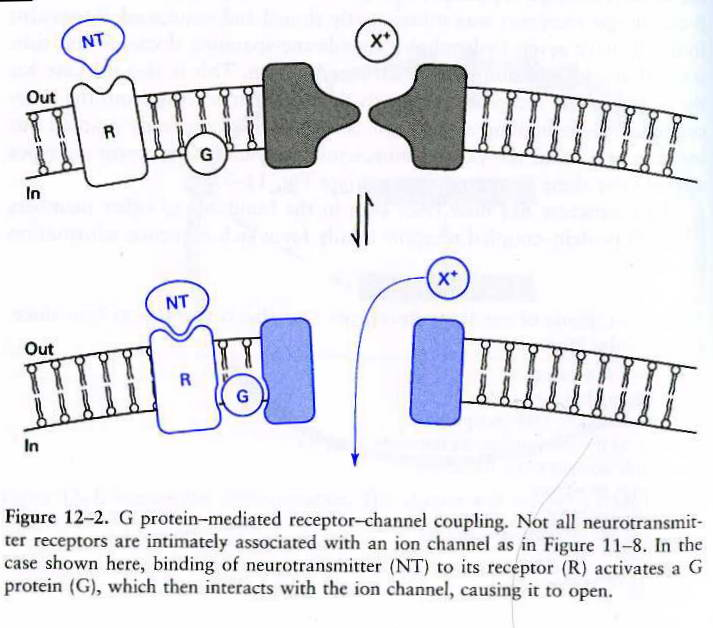 NT
X+
Out
R
G
In
X+
NT
Out
R
G
In
Figure 12–2. G protein–mediated receptor–channel coupling. Not all neurotransmit-
ter receptors are intimately associated with an ion channel as in Figure 11–8. In the
case shown here, binding of neurotransmitter (NT) to its receptor (R) activates a G
protein (G), which then interacts with the ion channel, causing it to open.